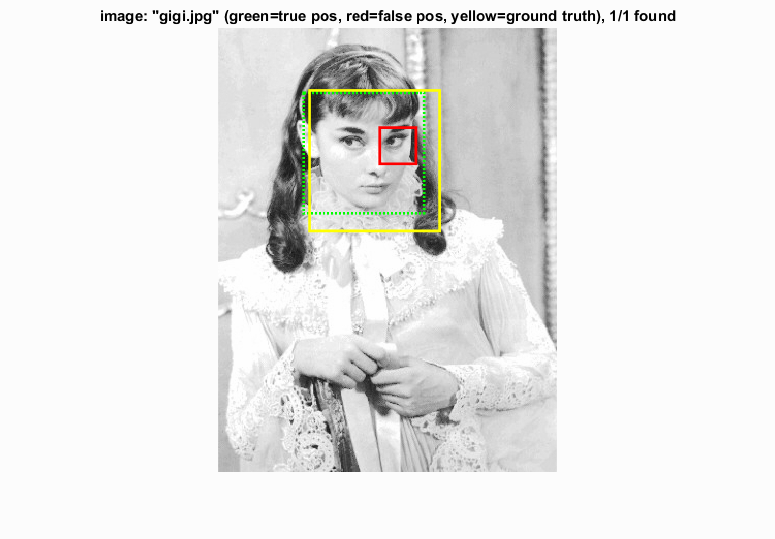 image: "gigi.jpg" (green=true pos, red=false pos, yellow=ground truth), 1/1 found